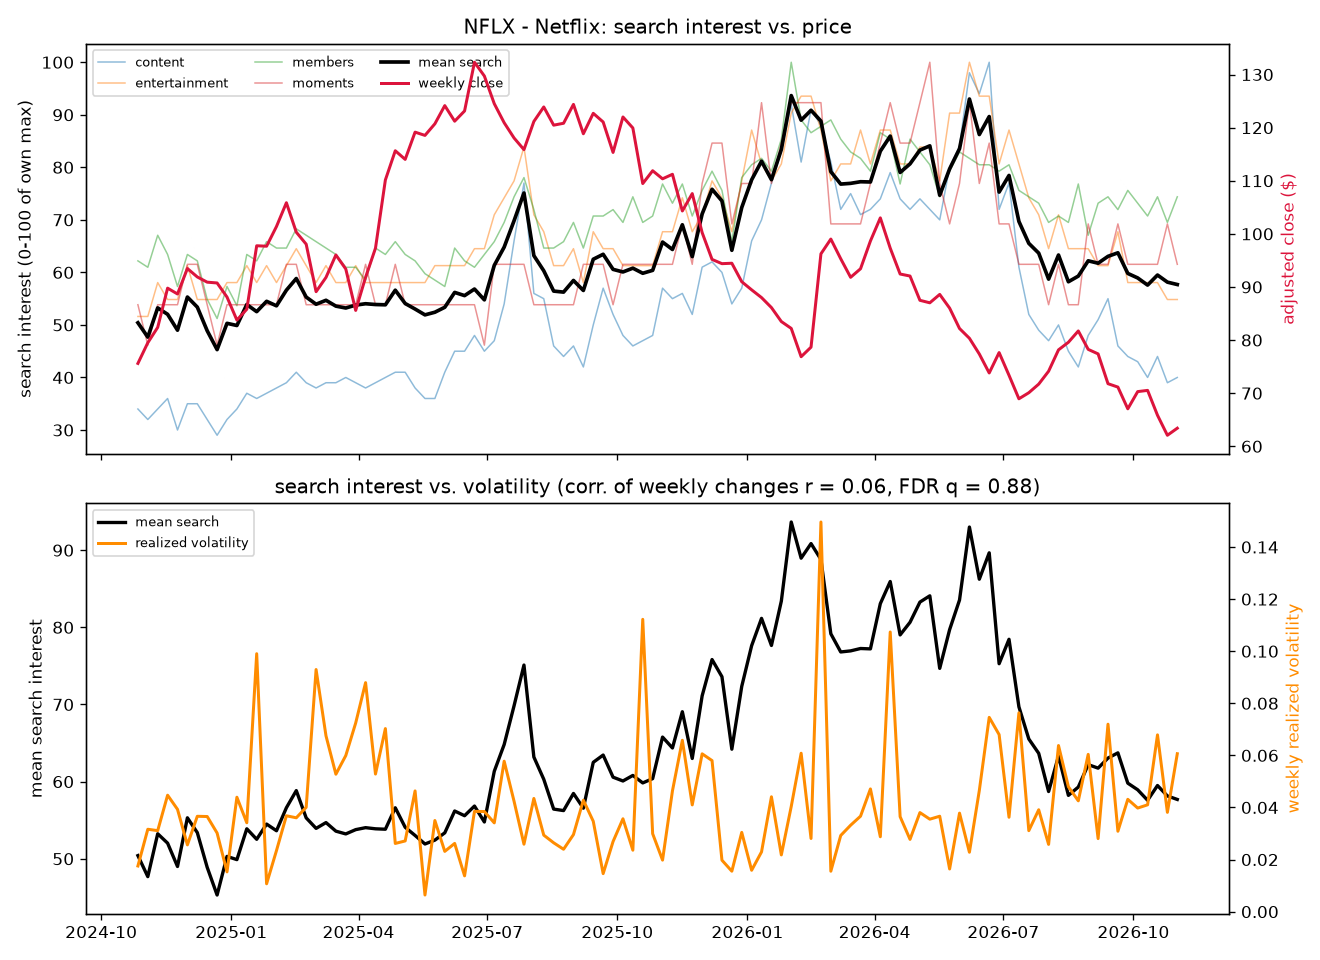 NFLX - Netflix: search interest vs. price
content
entertainment
members
moments
mean search
weekly close
search interest (0-100 of own max)
100
90
80
70
60
50
40
30
adjusted close ($)
130
120
110
100
90
80
70
60
search interest vs. volatility (corr. of weekly changes r = 0.06, FDR q = 0.88)
mean search
realized volatility
mean search interest
90
80
70
60
50
weekly realized volatility
0.14
0.12
0.10
0.08
0.06
0.04
0.02
0.00
2024-10 2025-01 2025-04 2025-07 2025-10 2026-01 2026-04 2026-07 2026-10